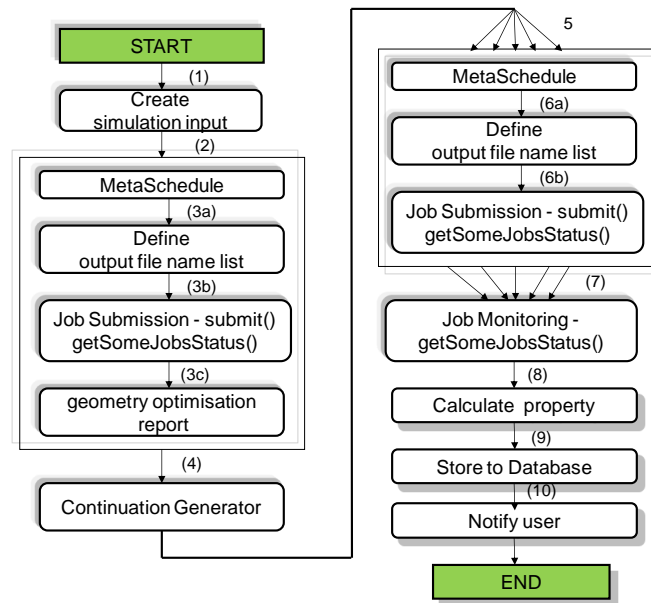 START
(1)
Create
simulation input
(2)
MetaSchedule
(3a)
Define
output file name list
(3b)
Job Submission - submit()
getSomeJobsStatus()
(3c)
geometry optimisation
report
(4)
Continuation Generator
5
MetaSchedule
(6a)
Define
output file name list
(6b)
Job Submission - submit()
getSomeJobsStatus()
(7)
Job Monitoring -
getSomeJobsStatus()
(8)
Calculate property
(9)
Store to Database
(10)
Notify user
END